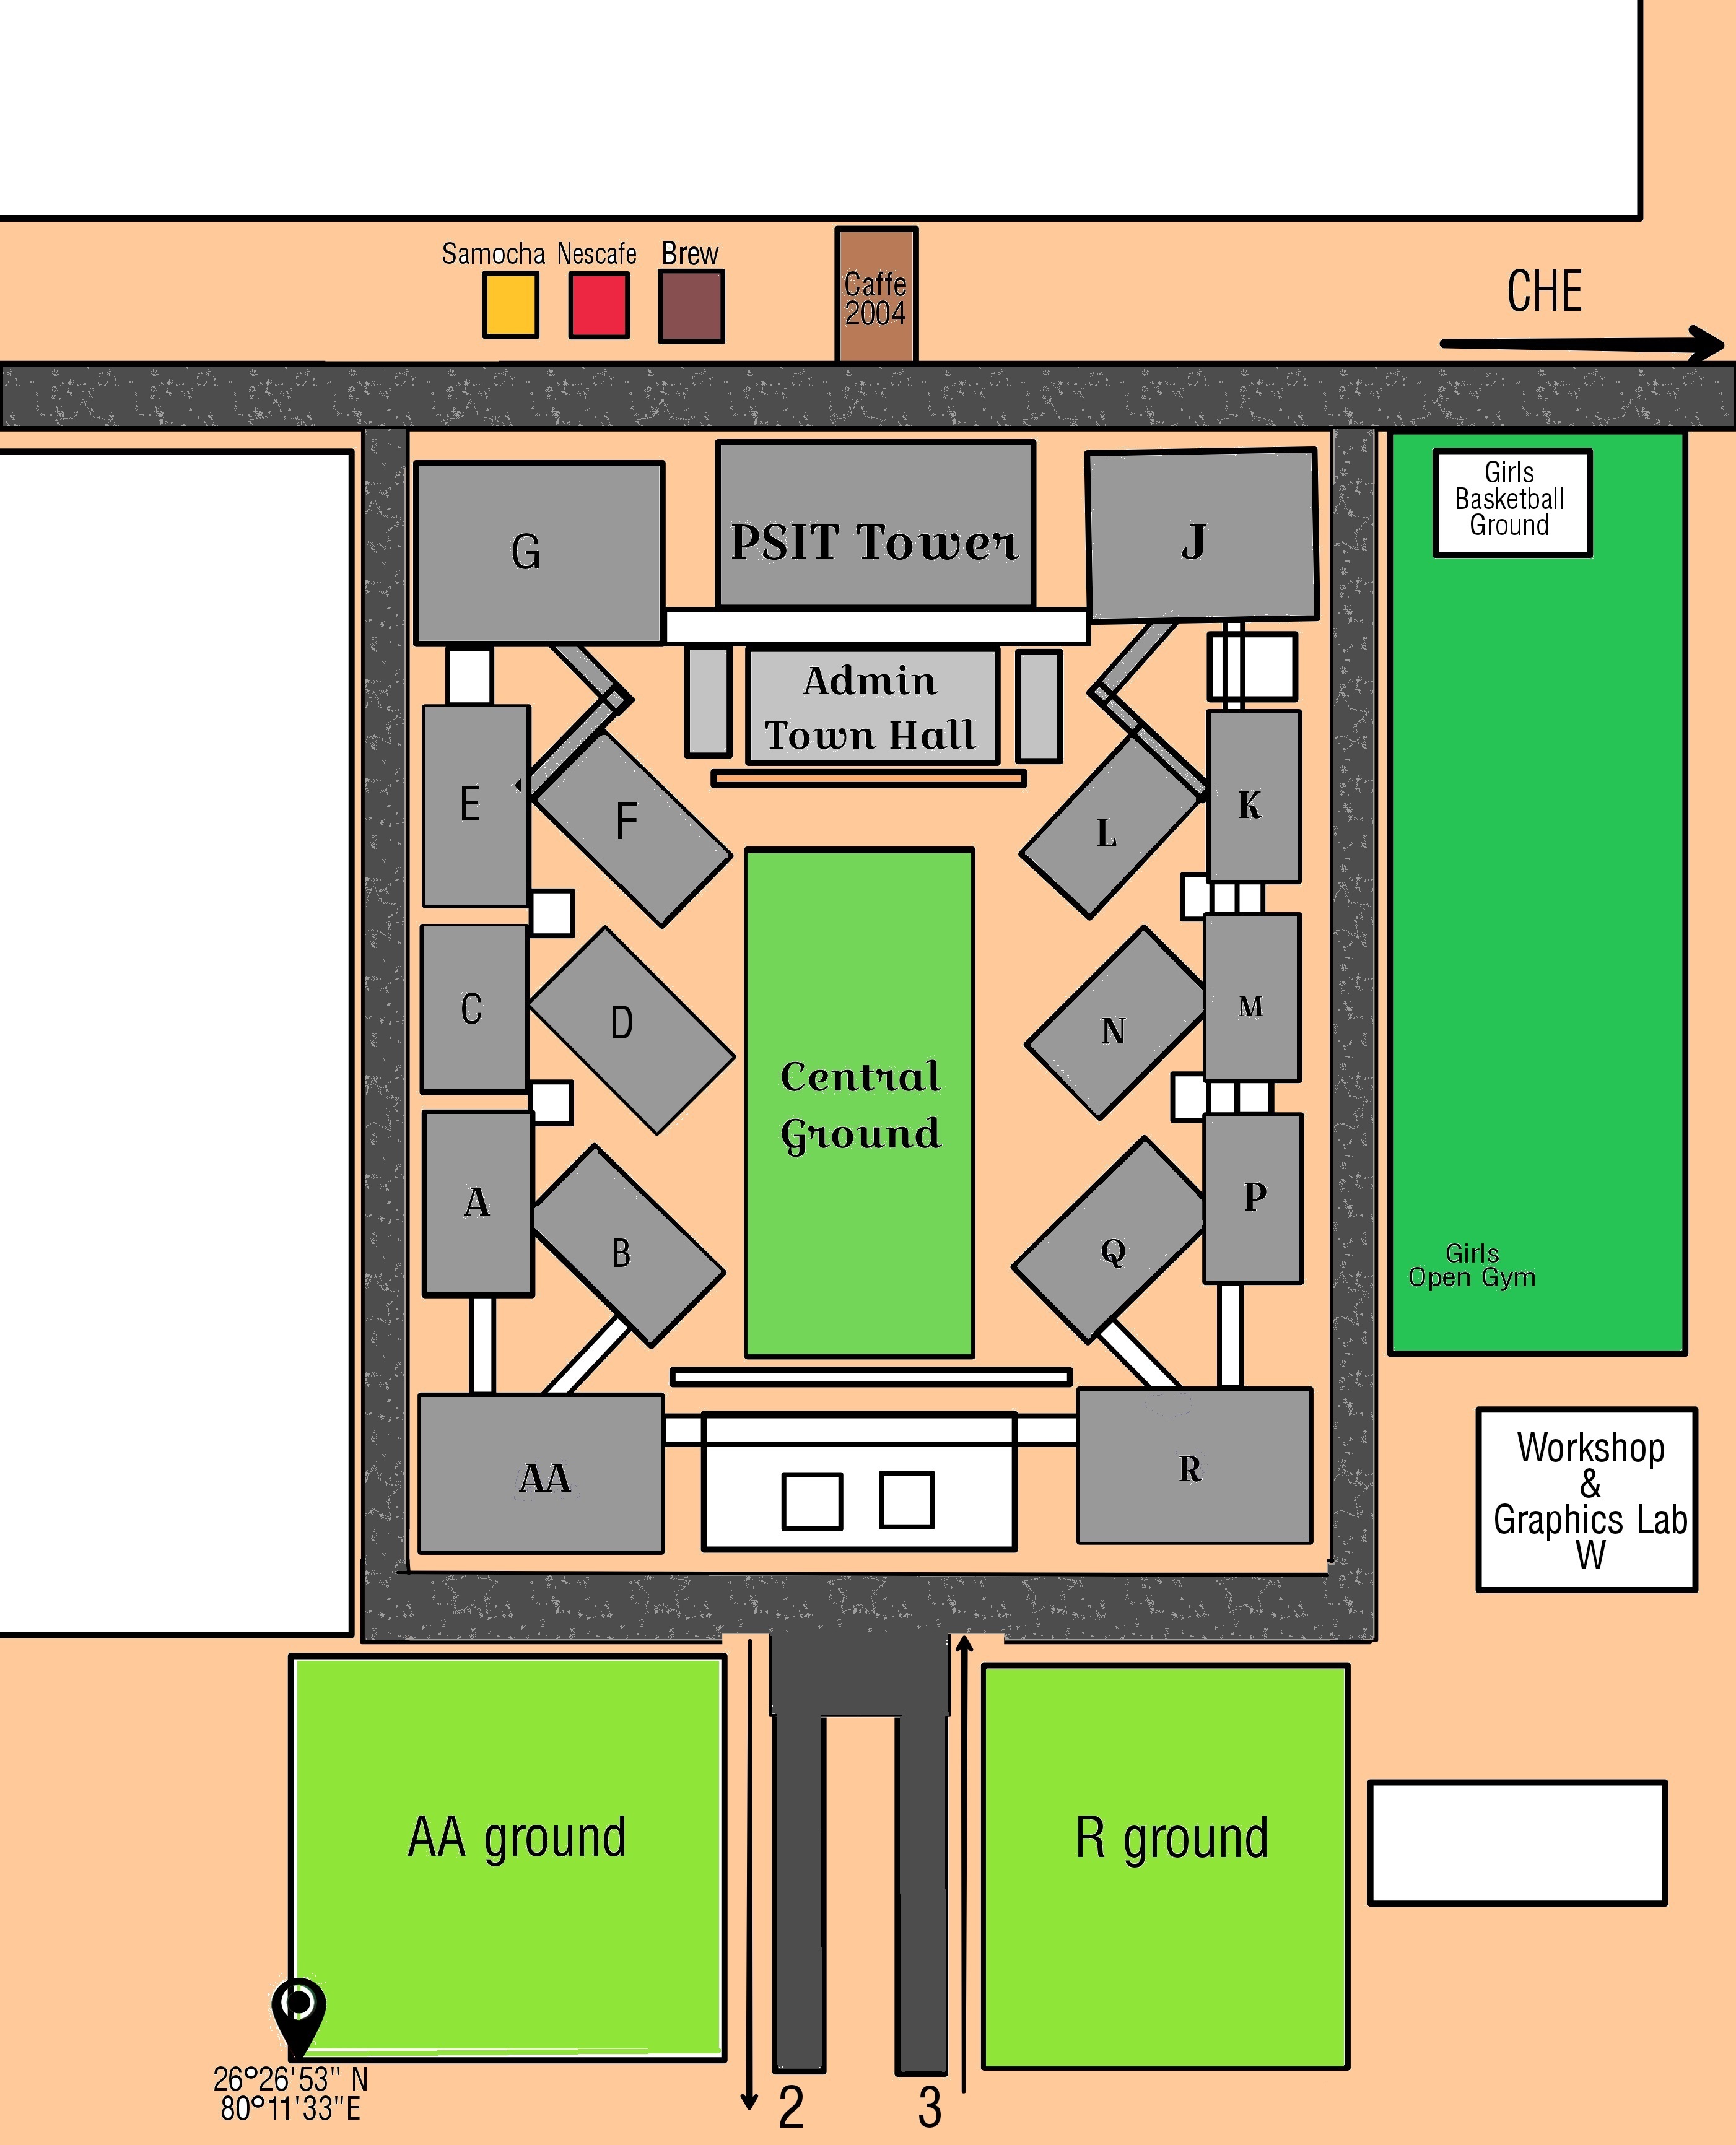 Samocha
Nescafe
Brew
Caffe
2004
CHE
Girls
Basketball
Ground
G
PSIT Tower
J
Admin
Town Hall
E
F
L
K
C
D
N
M
Central
Ground
A
B
Q
P
Girls
Open Gym
AA
R
Workshop
&
Graphics Lab
W
AA ground
R ground
26°26'53" N
80°11'33"E
2
3